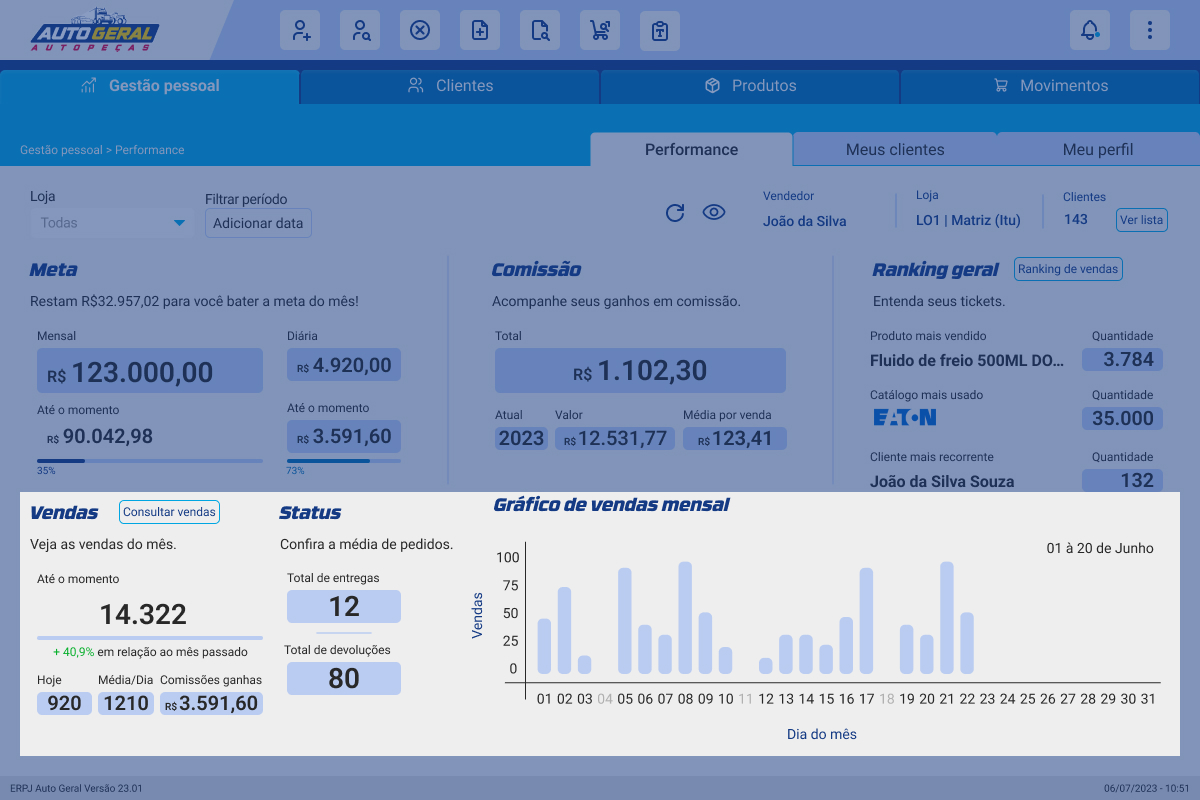 AUTO GERAL
AUTOPEÇAS
Gestão pessoal
Clientes
Produtos
Movimentos
Gestão pessoal > Performance
Performance
Meus clientes
Meu perfil
Loja
Todas
Filtrar período
Adicionar data
Vendedor
João da Silva
Loja
LO1 | Matriz (Itu)
Clientes
143
Ver lista
Meta
Restam R$32.957,02 para você bater a meta do mês!
Mensal
R$ 123.000,00
Diária
R$ 4.920,00
Até o momento
R$ 90.042,98
35%
Até o momento
R$ 3.591,60
73%
Comissão
Acompanhe seus ganhos em comissão.
Total
R$ 1.102,30
Atual
2023
Valor
R$ 12.531,77
Média por venda
R$ 123,41
Ranking geral
Ranking de vendas
Entenda seus tickets.
Produto mais vendido
Quantidade
Fluido de freio 500ML DO...
3.784
Catálogo mais usado
Quantidade
EATON
35.000
Cliente mais recorrente
Quantidade
João da Silva Souza
132
Vendas
Consultar vendas
Veja as vendas do mês.
Até o momento
14.322
+ 40,9% em relação ao mês passado
Hoje
920
Média/Dia
1210
Comissões ganhas
R$ 3.591,60
Status
Confira a média de pedidos.
Total de entregas
12
Total de devoluções
80
Gráfico de vendas mensal
01 à 20 de Junho
Vendas
100
75
50
25
0
01 02 03 04 05 06 07 08 09 10 11 12 13 14 15 16 17 18 19 20 21 22 23 24 25 26 27 28 29 30 31
Dia do mês
ERPJ Auto Geral Versão 23.01
06/07/2023 - 10:51